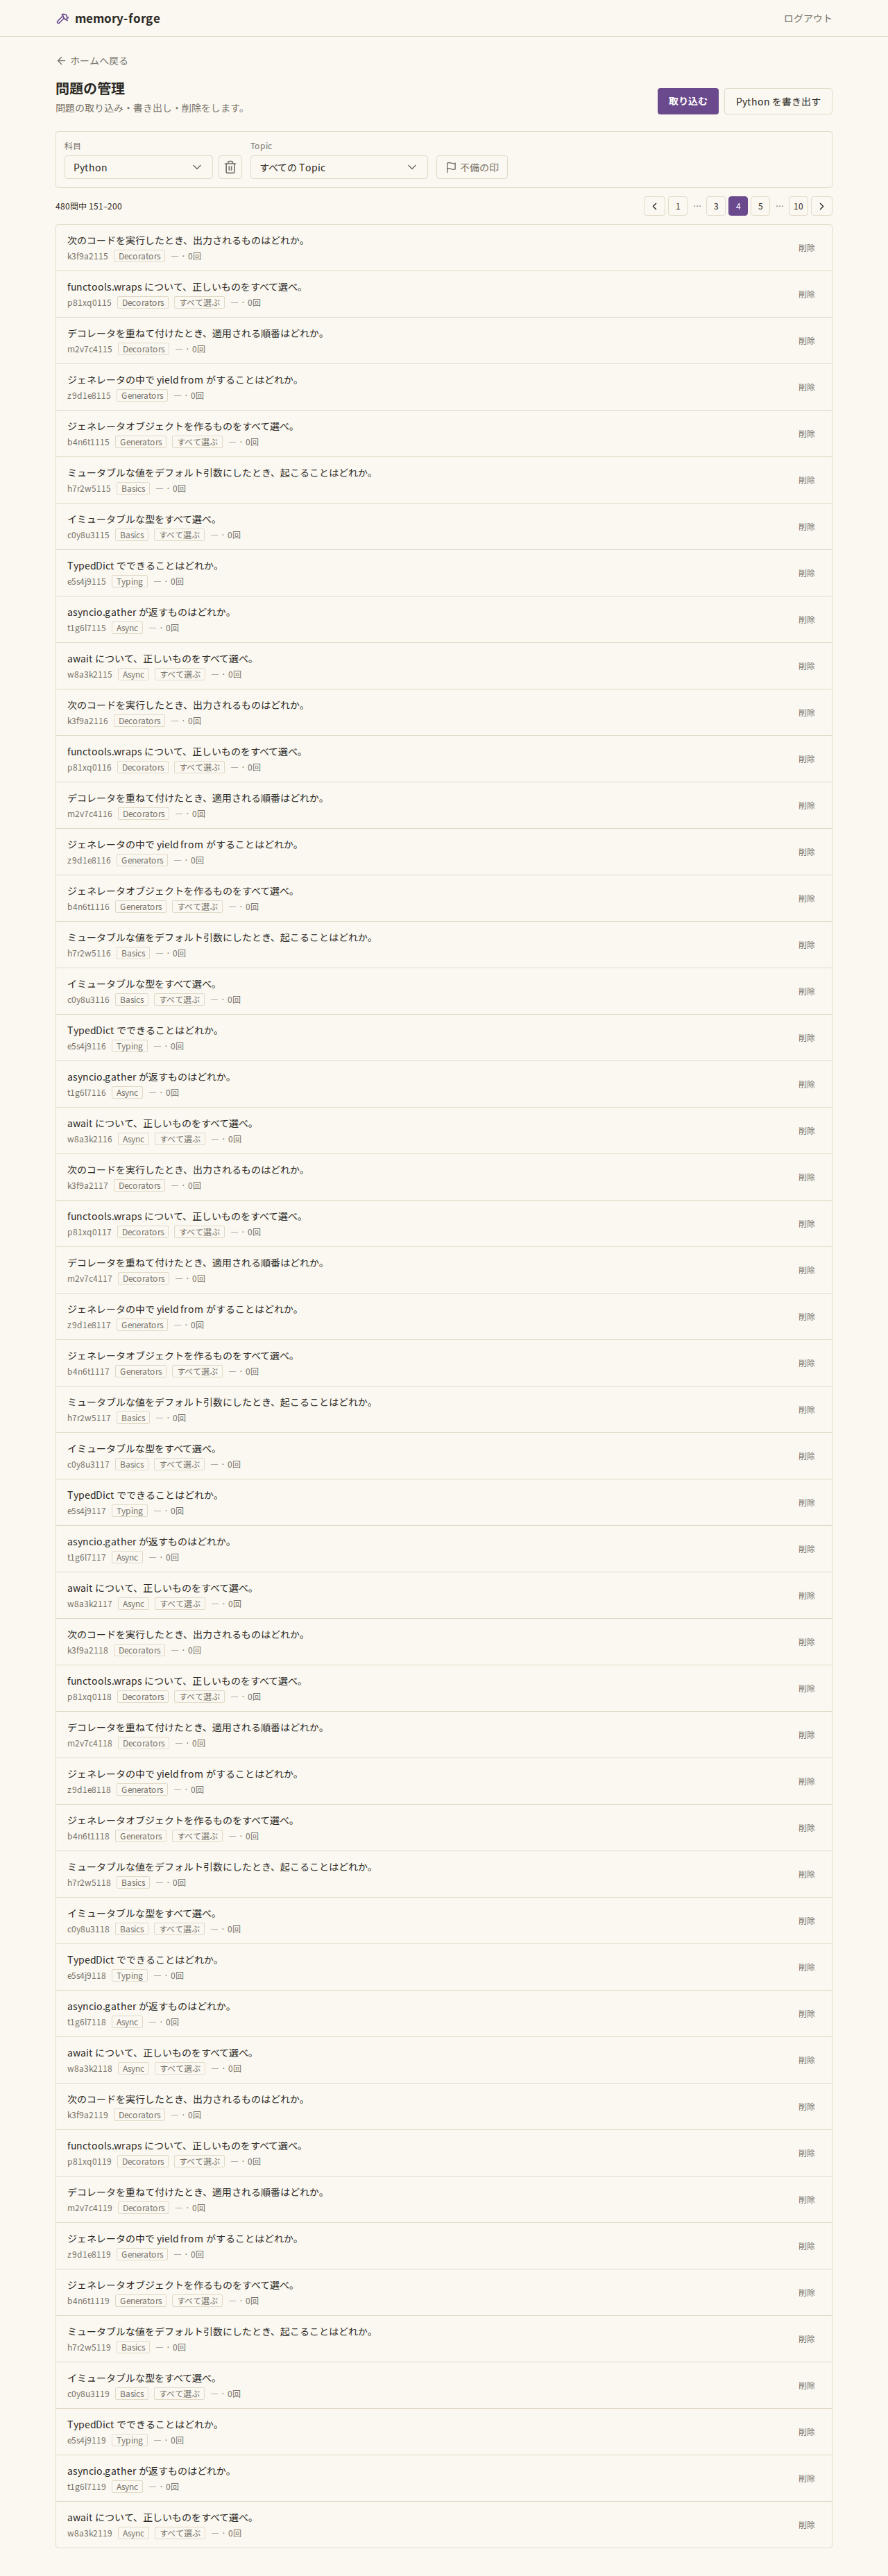 memory-forge ログアウト
ホームへ戻る
問題の管理
問題の取り込み・書き出し・削除をします。
取り込む Python を書き出す
科目 Topic
Python すべての Topic 不備の印
480問中 151–200 1 … 3 4 5 … 10
次のコードを実行したとき、出力されるものはどれか。
k3f9a2115 Decorators — · 0回 削除
functools.wraps について、正しいものをすべて選べ。
p81xq0115 Decorators すべて選ぶ — · 0回 削除
デコレータを重ねて付けたとき、適用される順番はどれか。
m2v7c4115 Decorators — · 0回 削除
ジェネレータの中で yield from がすることはどれか。
z9d1e8115 Generators — · 0回 削除
ジェネレータオブジェクトを作るものをすべて選べ。
b4n6t1115 Generators すべて選ぶ — · 0回 削除
ミュータブルな値をデフォルト引数にしたとき、起こることはどれか。
h7r2w5115 Basics — · 0回 削除
イミュータブルな型をすべて選べ。
c0y8u3115 Basics すべて選ぶ — · 0回 削除
TypedDict でできることはどれか。
e5s4j9115 Typing — · 0回 削除
asyncio.gather が返すものはどれか。
t1g6l7115 Async — · 0回 削除
await について、正しいものをすべて選べ。
w8a3k2115 Async すべて選ぶ — · 0回 削除
次のコードを実行したとき、出力されるものはどれか。
k3f9a2116 Decorators — · 0回 削除
functools.wraps について、正しいものをすべて選べ。
p81xq0116 Decorators すべて選ぶ — · 0回 削除
デコレータを重ねて付けたとき、適用される順番はどれか。
m2v7c4116 Decorators — · 0回 削除
ジェネレータの中で yield from がすることはどれか。
z9d1e8116 Generators — · 0回 削除
ジェネレータオブジェクトを作るものをすべて選べ。
b4n6t1116 Generators すべて選ぶ — · 0回 削除
ミュータブルな値をデフォルト引数にしたとき、起こることはどれか。
h7r2w5116 Basics — · 0回 削除
イミュータブルな型をすべて選べ。
c0y8u3116 Basics すべて選ぶ — · 0回 削除
TypedDict でできることはどれか。
e5s4j9116 Typing — · 0回 削除
asyncio.gather が返すものはどれか。
t1g6l7116 Async — · 0回 削除
await について、正しいものをすべて選べ。
w8a3k2116 Async すべて選ぶ — · 0回 削除
次のコードを実行したとき、出力されるものはどれか。
k3f9a2117 Decorators — · 0回 削除
functools.wraps について、正しいものをすべて選べ。
p81xq0117 Decorators すべて選ぶ — · 0回 削除
デコレータを重ねて付けたとき、適用される順番はどれか。
m2v7c4117 Decorators — · 0回 削除
ジェネレータの中で yield from がすることはどれか。
z9d1e8117 Generators — · 0回 削除
ジェネレータオブジェクトを作るものをすべて選べ。
b4n6t1117 Generators すべて選ぶ — · 0回 削除
ミュータブルな値をデフォルト引数にしたとき、起こることはどれか。
h7r2w5117 Basics — · 0回 削除
イミュータブルな型をすべて選べ。
c0y8u3117 Basics すべて選ぶ — · 0回 削除
TypedDict でできることはどれか。
e5s4j9117 Typing — · 0回 削除
asyncio.gather が返すものはどれか。
t1g6l7117 Async — · 0回 削除
await について、正しいものをすべて選べ。
w8a3k2117 Async すべて選ぶ — · 0回 削除
次のコードを実行したとき、出力されるものはどれか。
k3f9a2118 Decorators — · 0回 削除
functools.wraps について、正しいものをすべて選べ。
p81xq0118 Decorators すべて選ぶ — · 0回 削除
デコレータを重ねて付けたとき、適用される順番はどれか。
m2v7c4118 Decorators — · 0回 削除
ジェネレータの中で yield from がすることはどれか。
z9d1e8118 Generators — · 0回 削除
ジェネレータオブジェクトを作るものをすべて選べ。
b4n6t1118 Generators すべて選ぶ — · 0回 削除
ミュータブルな値をデフォルト引数にしたとき、起こることはどれか。
h7r2w5118 Basics — · 0回 削除
イミュータブルな型をすべて選べ。
c0y8u3118 Basics すべて選ぶ — · 0回 削除
TypedDict でできることはどれか。
e5s4j9118 Typing — · 0回 削除
asyncio.gather が返すものはどれか。
t1g6l7118 Async — · 0回 削除
await について、正しいものをすべて選べ。
w8a3k2118 Async すべて選ぶ — · 0回 削除
次のコードを実行したとき、出力されるものはどれか。
k3f9a2119 Decorators — · 0回 削除
functools.wraps について、正しいものをすべて選べ。
p81xq0119 Decorators すべて選ぶ — · 0回 削除
デコレータを重ねて付けたとき、適用される順番はどれか。
m2v7c4119 Decorators — · 0回 削除
ジェネレータの中で yield from がすることはどれか。
z9d1e8119 Generators — · 0回 削除
ジェネレータオブジェクトを作るものをすべて選べ。
b4n6t1119 Generators すべて選ぶ — · 0回 削除
ミュータブルな値をデフォルト引数にしたとき、起こることはどれか。
h7r2w5119 Basics — · 0回 削除
イミュータブルな型をすべて選べ。
c0y8u3119 Basics すべて選ぶ — · 0回 削除
TypedDict でできることはどれか。
e5s4j9119 Typing — · 0回 削除
asyncio.gather が返すものはどれか。
t1g6l7119 Async — · 0回 削除
await について、正しいものをすべて選べ。
w8a3k2119 Async すべて選ぶ — · 0回 削除